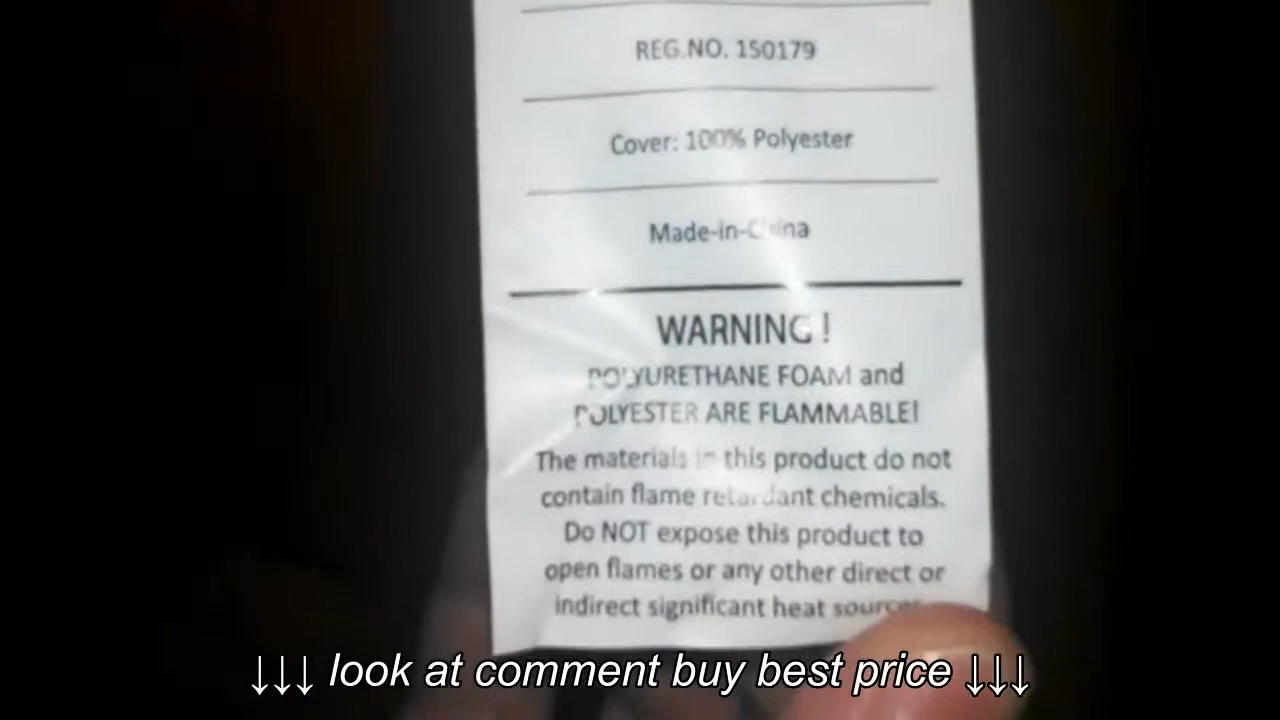 REG.NO. 150179
Cover: 100% Polyester
Made-in-China
WARNING !
POLYURETHANE FOAM and
POLYESTER ARE FLAMMABLE!
The materials in this product do not
contain flame retardant chemicals.
Do NOT expose this product to
open flames or any other direct or
indirect significant heat sources
↓↓↓ look at comment buy best price ↓↓↓